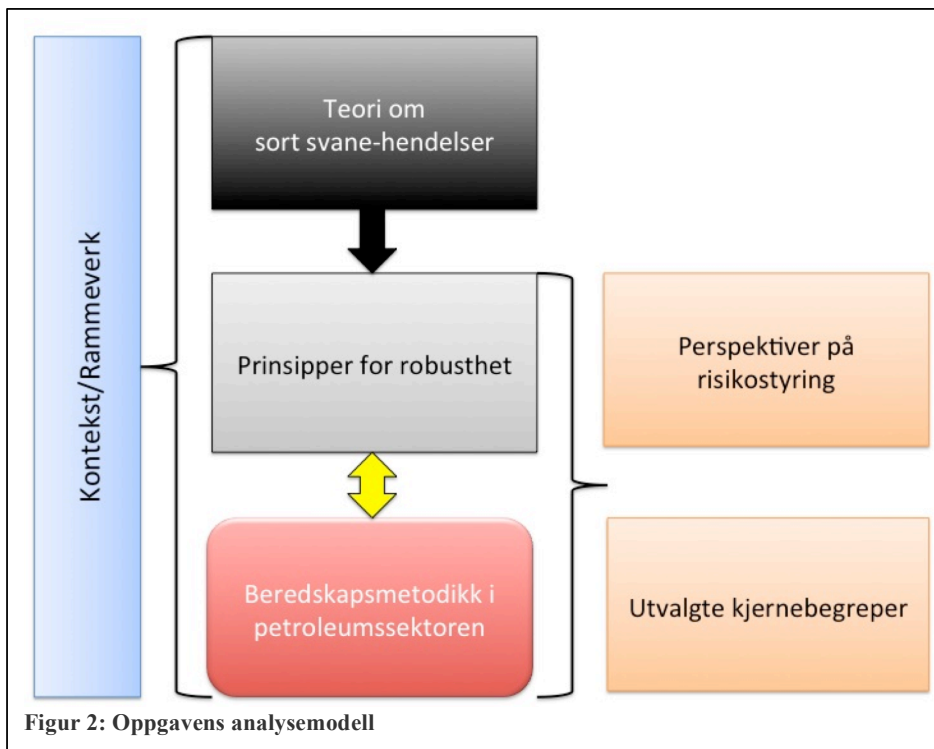 Kontekst/Rammeverk
Teori om
sort svane-hendelser
Prinsipper for robusthet
Beredskapsmetodikk i
petroleumssektoren
Perspektiver på
risikostyring
Utvalgte kjernebegreper
Figur 2: Oppgavens analysemodell